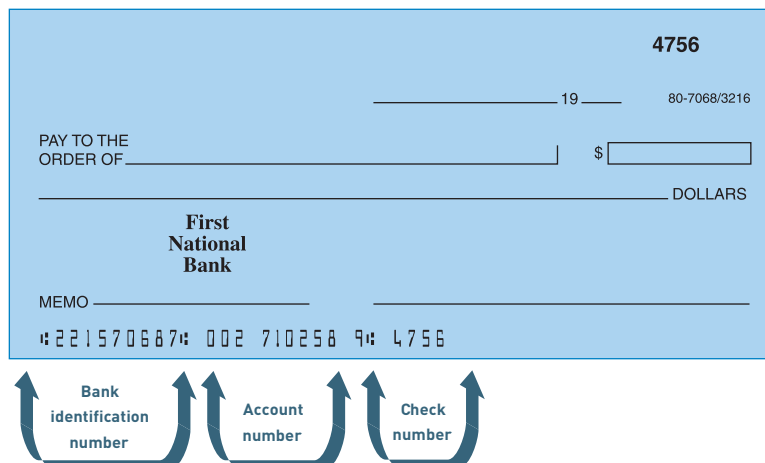 4756
19
80-7068/3216
PAY TO THE
ORDER OF
$
DOLLARS
First
National
Bank
MEMO
⑆221570687⑆ 002 710258 9⑆ 4756
Bank
identification
number
Account
number
Check
number